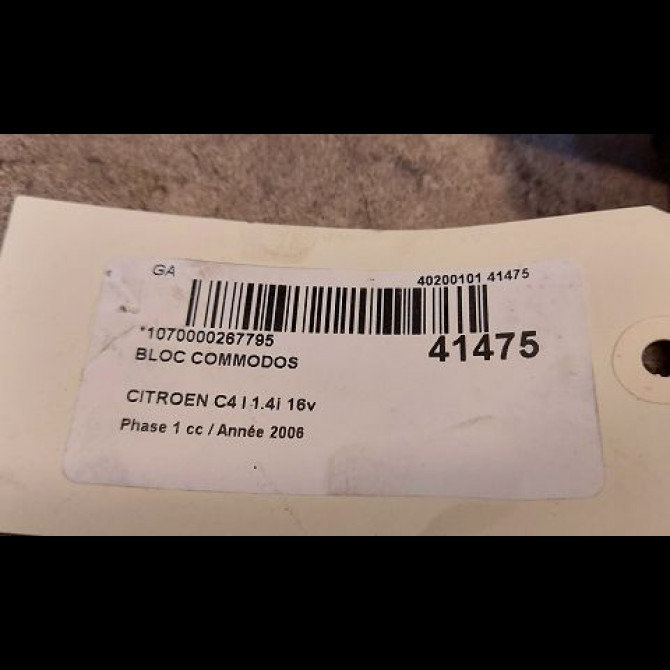 GA
40200101 41475
*1070000267795
41475
BLOC COMMODOS
CITROEN C4 I 1.4i 16v
Phase 1 cc / Année 2006